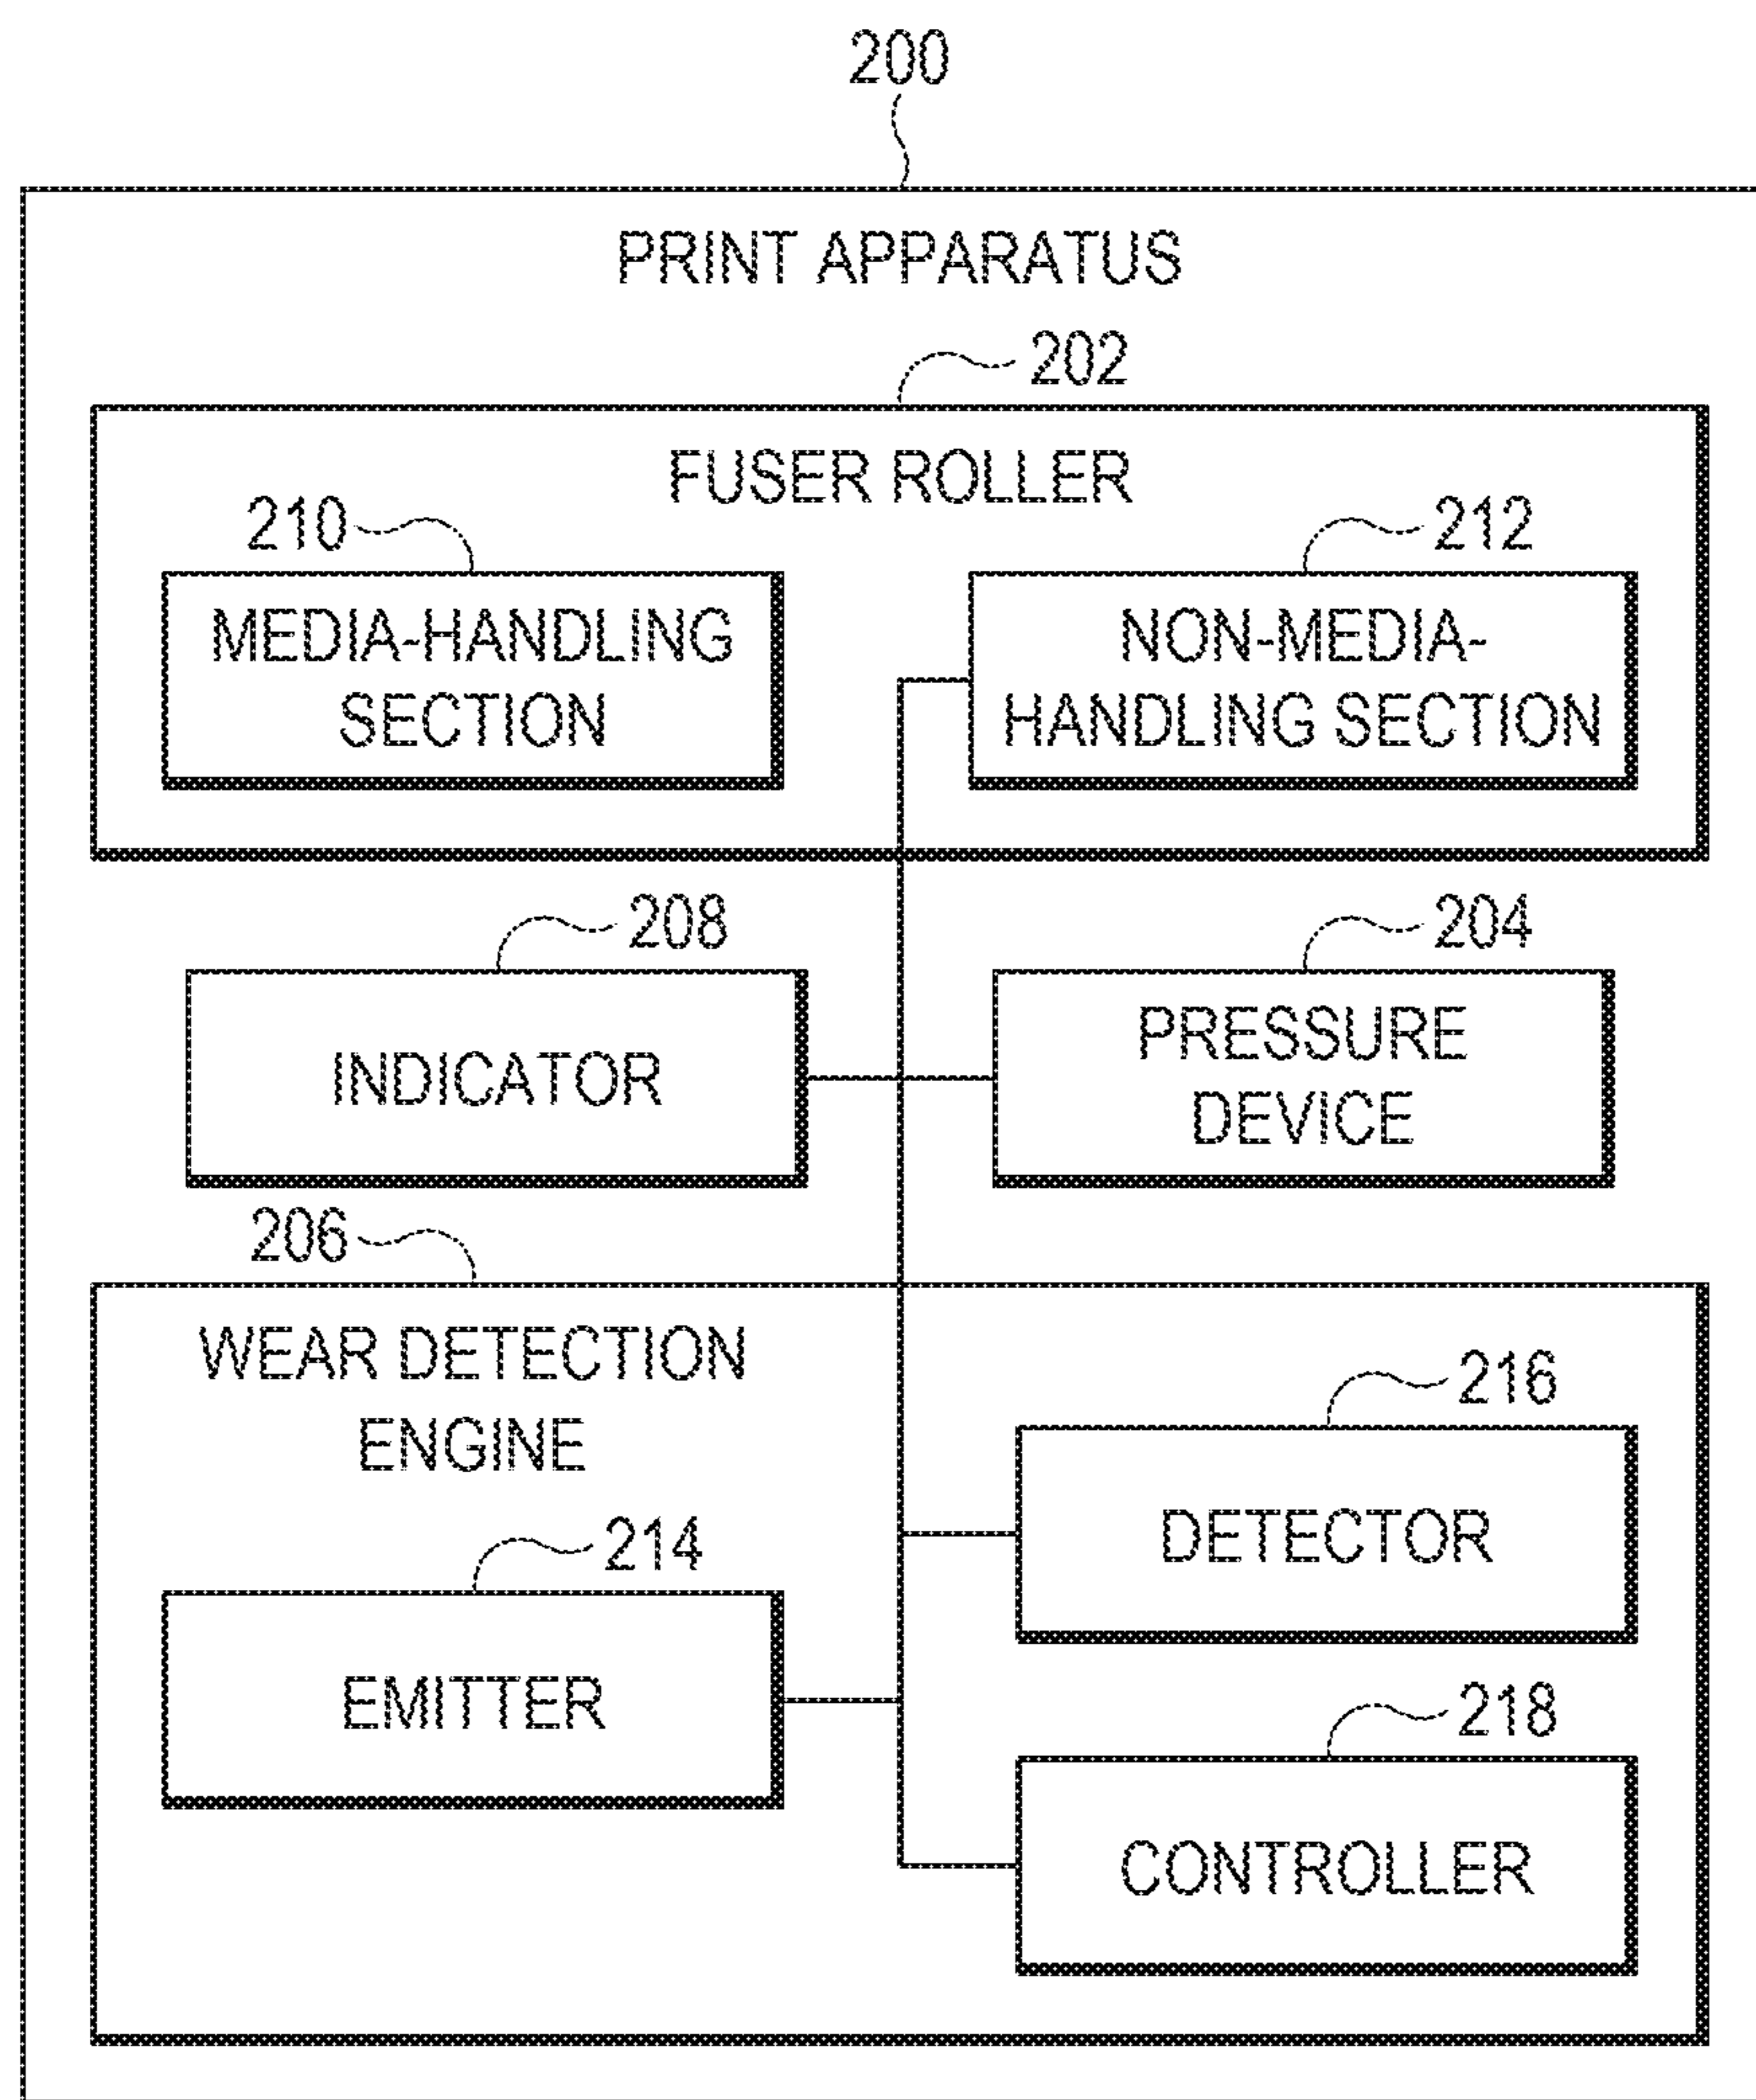 200
PRINT APPARATUS
202
FUSER ROLLER
210
212
MEDIA-HANDLING
SECTION
NON-MEDIA-
HANDLING SECTION
208
204
INDICATOR
PRESSURE
DEVICE
206
WEAR DETECTION
ENGINE
216
DETECTOR
214
EMITTER
218
CONTROLLER